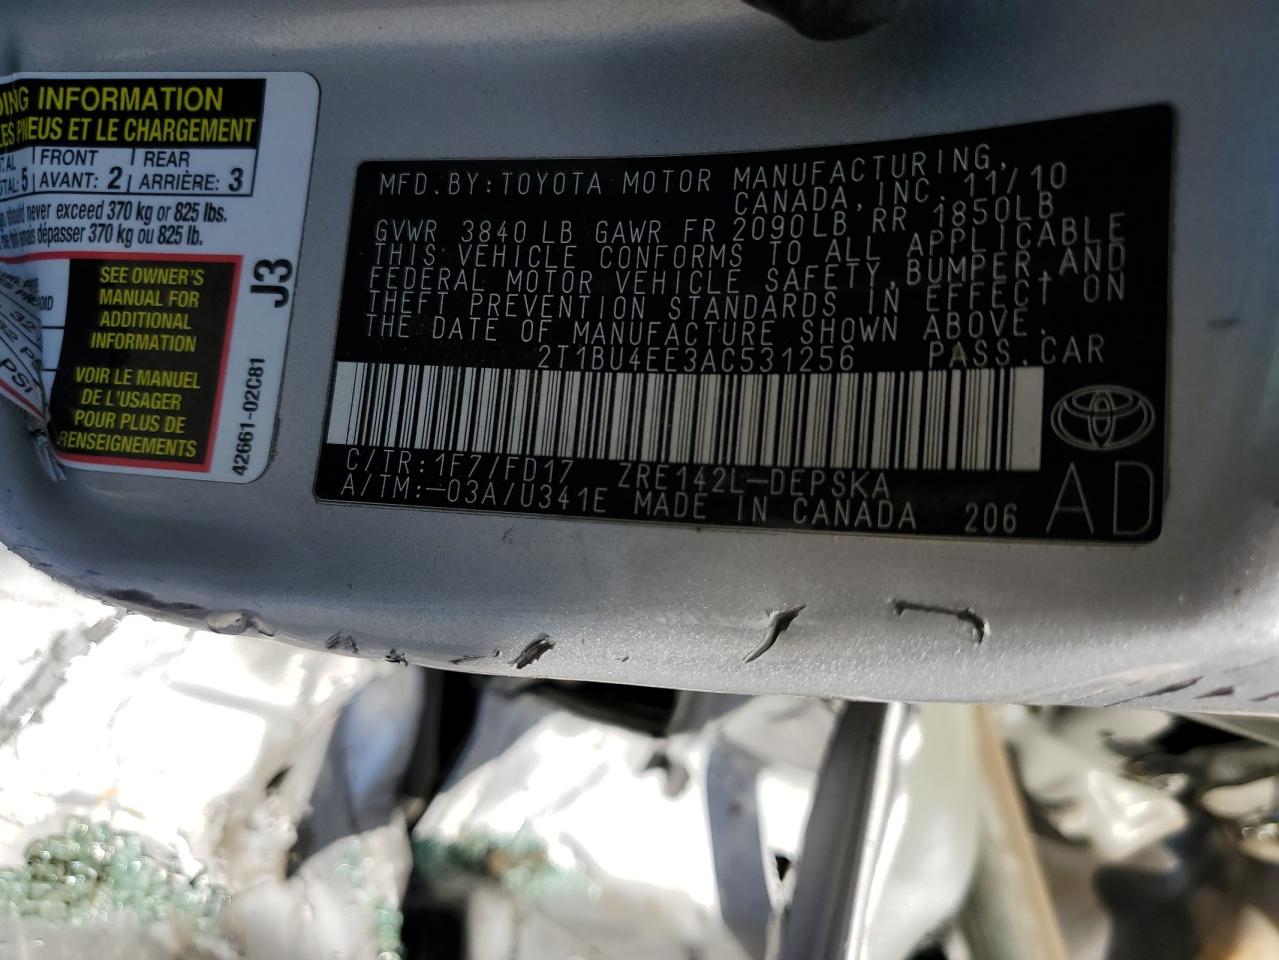 ING INFORMATION
LES PNEUS ET LE CHARGEMENT
5 FRONT AVANT: 2 REAR ARRIÈRE: 3
should never exceed 370 kg or 825 lbs.
dépasser 370 kg ou 825 lb.
SEE OWNER'S
MANUAL FOR
ADDITIONAL
INFORMATION
VOIR LE MANUEL
DE L'USAGER
POUR PLUS DE
RENSEIGNEMENTS
PSI
J3
42661-02C81
MFD. BY: TOYOTA MOTOR MANUFACTURING,
CANADA, INC. 11/10
GVWR 3840 LB GAWR FR 2090LB RR 1850LB
THIS VEHICLE CONFORMS TO ALL APPLICABLE
FEDERAL MOTOR VEHICLE SAFETY, BUMPER, AND
THEFT PREVENTION STANDARDS IN EFFECT ON
THE DATE OF MANUFACTURE SHOWN ABOVE.
2T1BU4EE3AC531256 PASS. CAR
C/TR: 1F7/FD17 ZRE142L-DEPSKA
A/TM: -03A/U341E MADE IN CANADA 206
AD